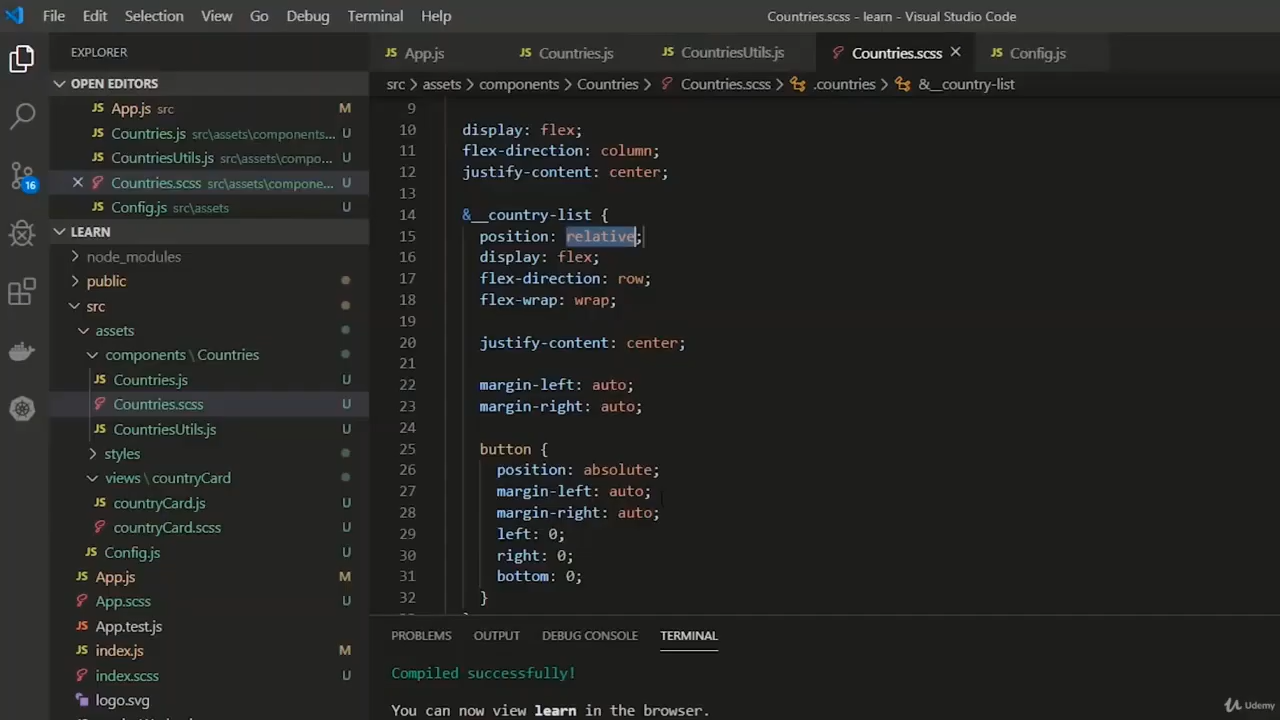 File Edit Selection View Go Debug Terminal Help Countries.scss - learn - Visual Studio Code
EXPLORER
OPEN EDITORS
App.js src M
Countries.js src\assets\components... U
CountriesUtils.js src\assets\compo... U
Countries.scss src\assets\compone... U
Config.js src\assets U
16
LEARN
node_modules
public
src
assets
components \ Countries
Countries.js U
Countries.scss U
CountriesUtils.js U
styles
views \ countryCard
countryCard.js U
countryCard.scss U
Config.js U
App.js M
App.scss U
App.test.js
index.js M
index.scss U
logo.svg
App.js Countries.js CountriesUtils.js Countries.scss Config.js
src > assets > components > Countries > Countries.scss > .countries > &__country-list
9
10 display: flex;
11 flex-direction: column;
12 justify-content: center;
13
14 &__country-list {
15 position: relative;
16 display: flex;
17 flex-direction: row;
18 flex-wrap: wrap;
19
20 justify-content: center;
21
22 margin-left: auto;
23 margin-right: auto;
24
25 button {
26 position: absolute;
27 margin-left: auto;
28 margin-right: auto;
29 left: 0;
30 right: 0;
31 bottom: 0;
32 }
PROBLEMS OUTPUT DEBUG CONSOLE TERMINAL
Compiled successfully!
You can now view learn in the browser.
Udemy